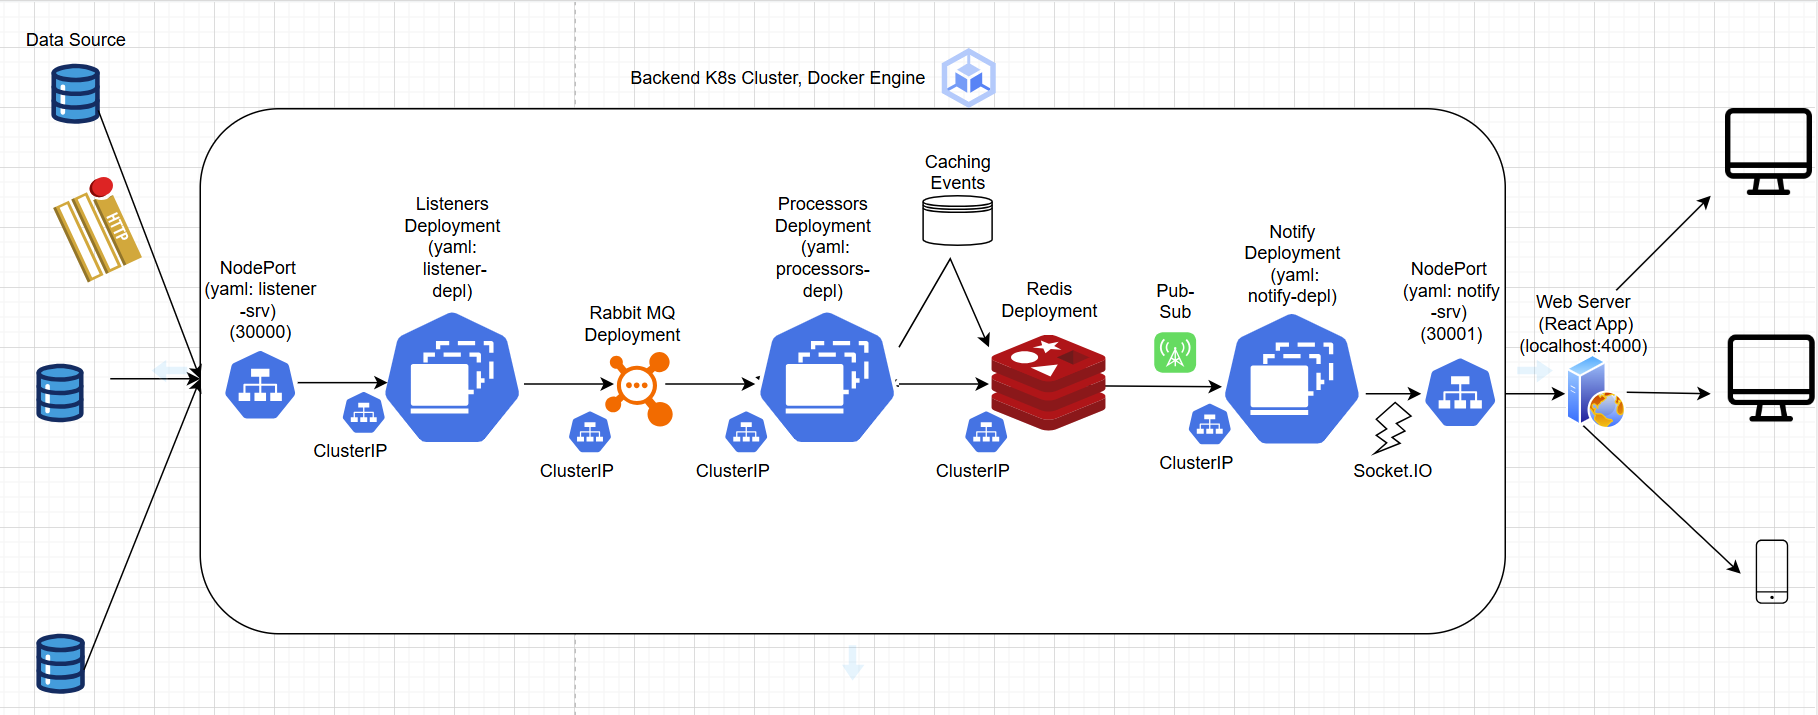 Data Source
Backend K8s Cluster, Docker Engine
HTTP
NodePort
(yaml: listener
-srv)
(30000)
ClusterIP
Listeners
Deployment
(yaml:
listener-
depl)
Rabbit MQ
Deployment
ClusterIP
ClusterIP
Processors
Deployment
(yaml:
processors-
depl)
Caching
Events
Redis
Deployment
ClusterIP
Pub-
Sub
ClusterIP
Notify
Deployment
(yaml:
notify-depl)
Socket.IO
NodePort
(yaml: notify
-srv)
(30001)
Web Server
(React App)
(localhost:4000)